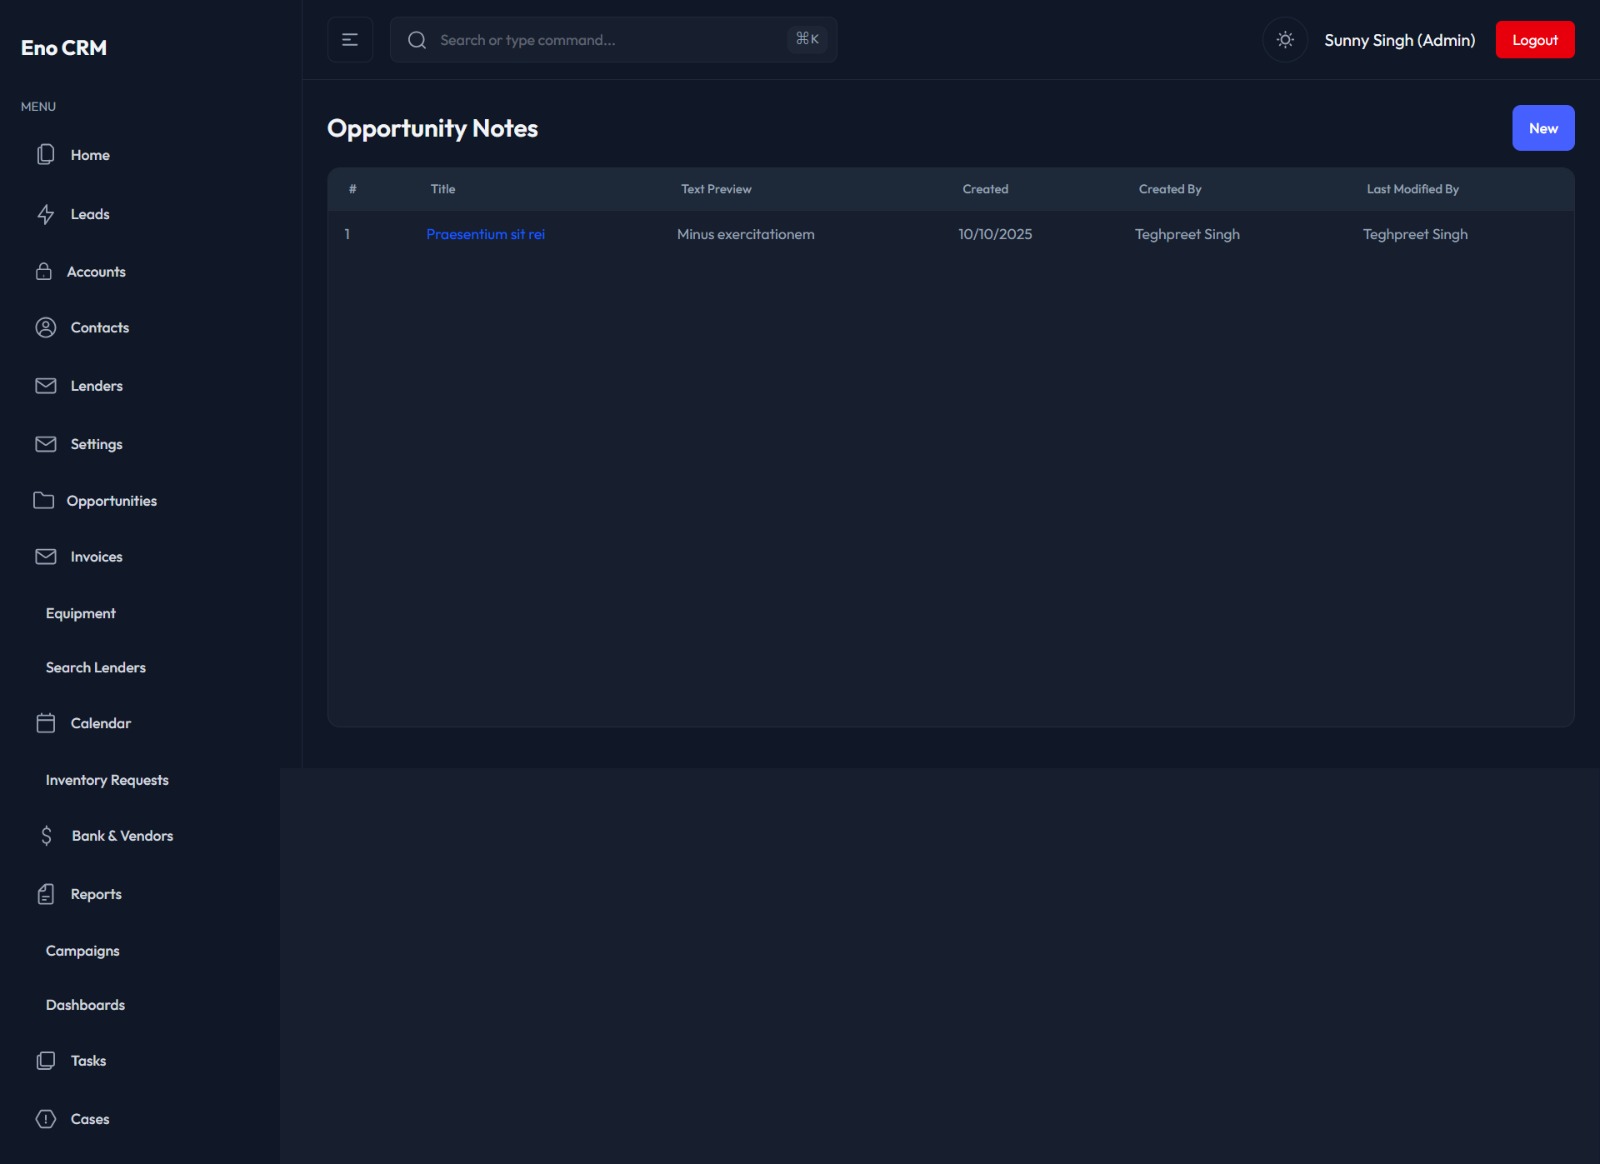 Eno CRM
MENU
Home
Leads
Accounts
Contacts
Lenders
Settings
Opportunities
Invoices
Equipment
Search Lenders
Calendar
Inventory Requests
Bank & Vendors
Reports
Campaigns
Dashboards
Tasks
Cases
Search or type command... ⌘K
Sunny Singh (Admin) Logout
Opportunity Notes New
# Title Text Preview Created Created By Last Modified By
1 Praesentium sit rei Minus exercitationem 10/10/2025 Teghpreet Singh Teghpreet Singh